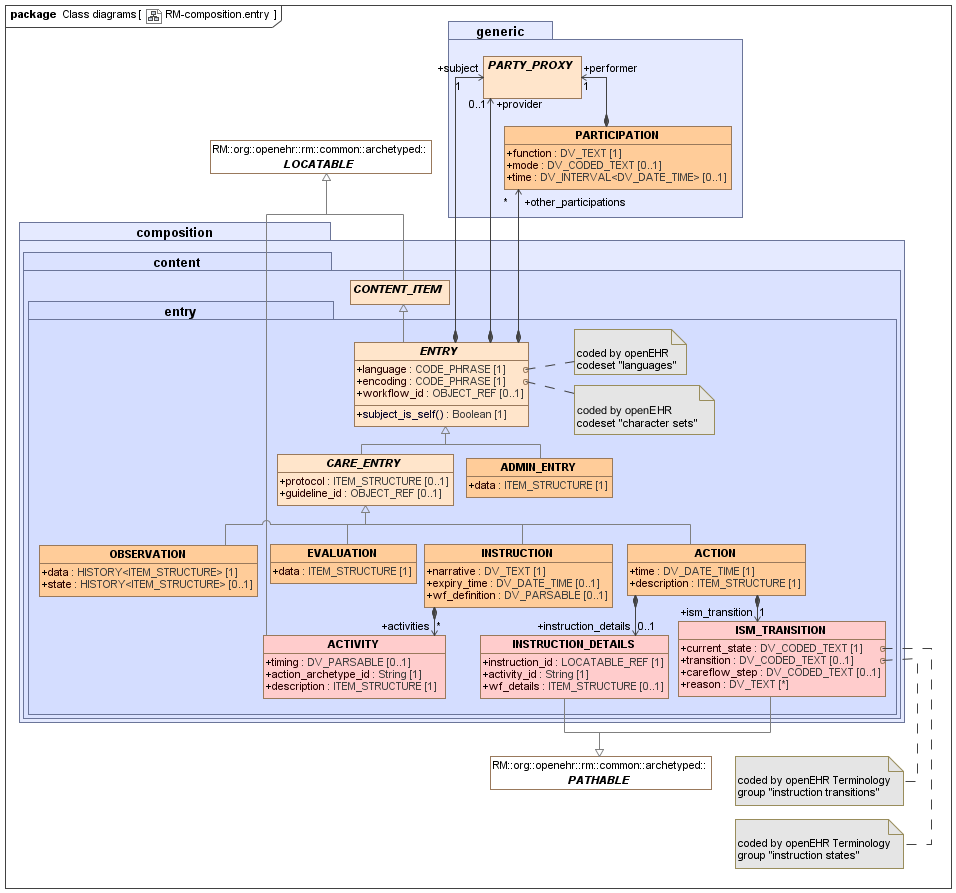 package Class diagrams [ RM-composition.entry ]
generic
+subject
PARTY_PROXY
+performer
1
1
0..1
+provider
PARTICIPATION
+function : DV_TEXT [1]
+mode : DV_CODED_TEXT [0..1]
+time : DV_INTERVAL<DV_DATE_TIME> [0..1]
RM::org::openehr::rm::common::archetyped::
LOCATABLE
*
+other_participations
composition
content
CONTENT_ITEM
entry
ENTRY
+language : CODE_PHRASE [1]
+encoding : CODE_PHRASE [1]
+workflow_id : OBJECT_REF [0..1]
+subject_is_self() : Boolean [1]
coded by openEHR
codeset "languages"
coded by openEHR
codeset "character sets"
CARE_ENTRY
+protocol : ITEM_STRUCTURE [0..1]
+guideline_id : OBJECT_REF [0..1]
ADMIN_ENTRY
+data : ITEM_STRUCTURE [1]
OBSERVATION
+data : HISTORY<ITEM_STRUCTURE> [1]
+state : HISTORY<ITEM_STRUCTURE> [0..1]
EVALUATION
+data : ITEM_STRUCTURE [1]
INSTRUCTION
+narrative : DV_TEXT [1]
+expiry_time : DV_DATE_TIME [0..1]
+wf_definition : DV_PARSABLE [0..1]
ACTION
+time : DV_DATE_TIME [1]
+description : ITEM_STRUCTURE [1]
+activities
*
+instruction_details
0..1
+ism_transition
1
ACTIVITY
+timing : DV_PARSABLE [0..1]
+action_archetype_id : String [1]
+description : ITEM_STRUCTURE [1]
INSTRUCTION_DETAILS
+instruction_id : LOCATABLE_REF [1]
+activity_id : String [1]
+wf_details : ITEM_STRUCTURE [0..1]
ISM_TRANSITION
+current_state : DV_CODED_TEXT [1]
+transition : DV_CODED_TEXT [0..1]
+careflow_step : DV_CODED_TEXT [0..1]
+reason : DV_TEXT [*]
RM::org::openehr::rm::common::archetyped::
PATHABLE
coded by openEHR Terminology
group "instruction transitions"
coded by openEHR Terminology
group "instruction states"